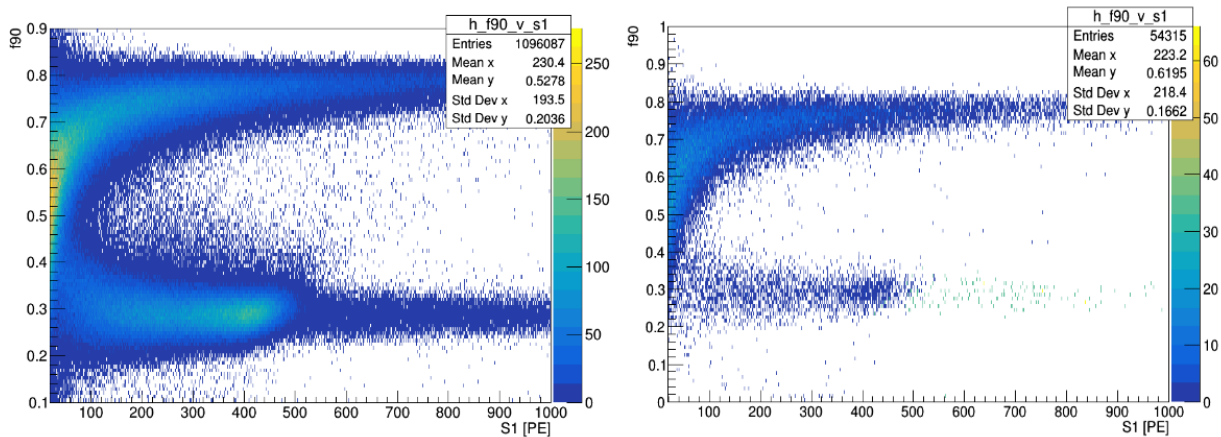 f90
0.9
0.8
0.7
0.6
0.5
0.4
0.3
0.2
0.1
h_f90_v_s1
Entries 1096087
Mean x 230.4
Mean y 0.5278
Std Dev x 193.5
Std Dev y 0.2036
250
200
150
100
50
0
100 200 300 400 500 600 700 800 900 1000
S1 [PE]
f90
1
0.9
0.8
0.7
0.6
0.5
0.4
0.3
0.2
0.1
0
h_f90_v_s1
Entries 54315
Mean x 223.2
Mean y 0.6195
Std Dev x 218.4
Std Dev y 0.1662
60
50
40
30
20
10
0
100 200 300 400 500 600 700 800 900 1000
S1 [PE]